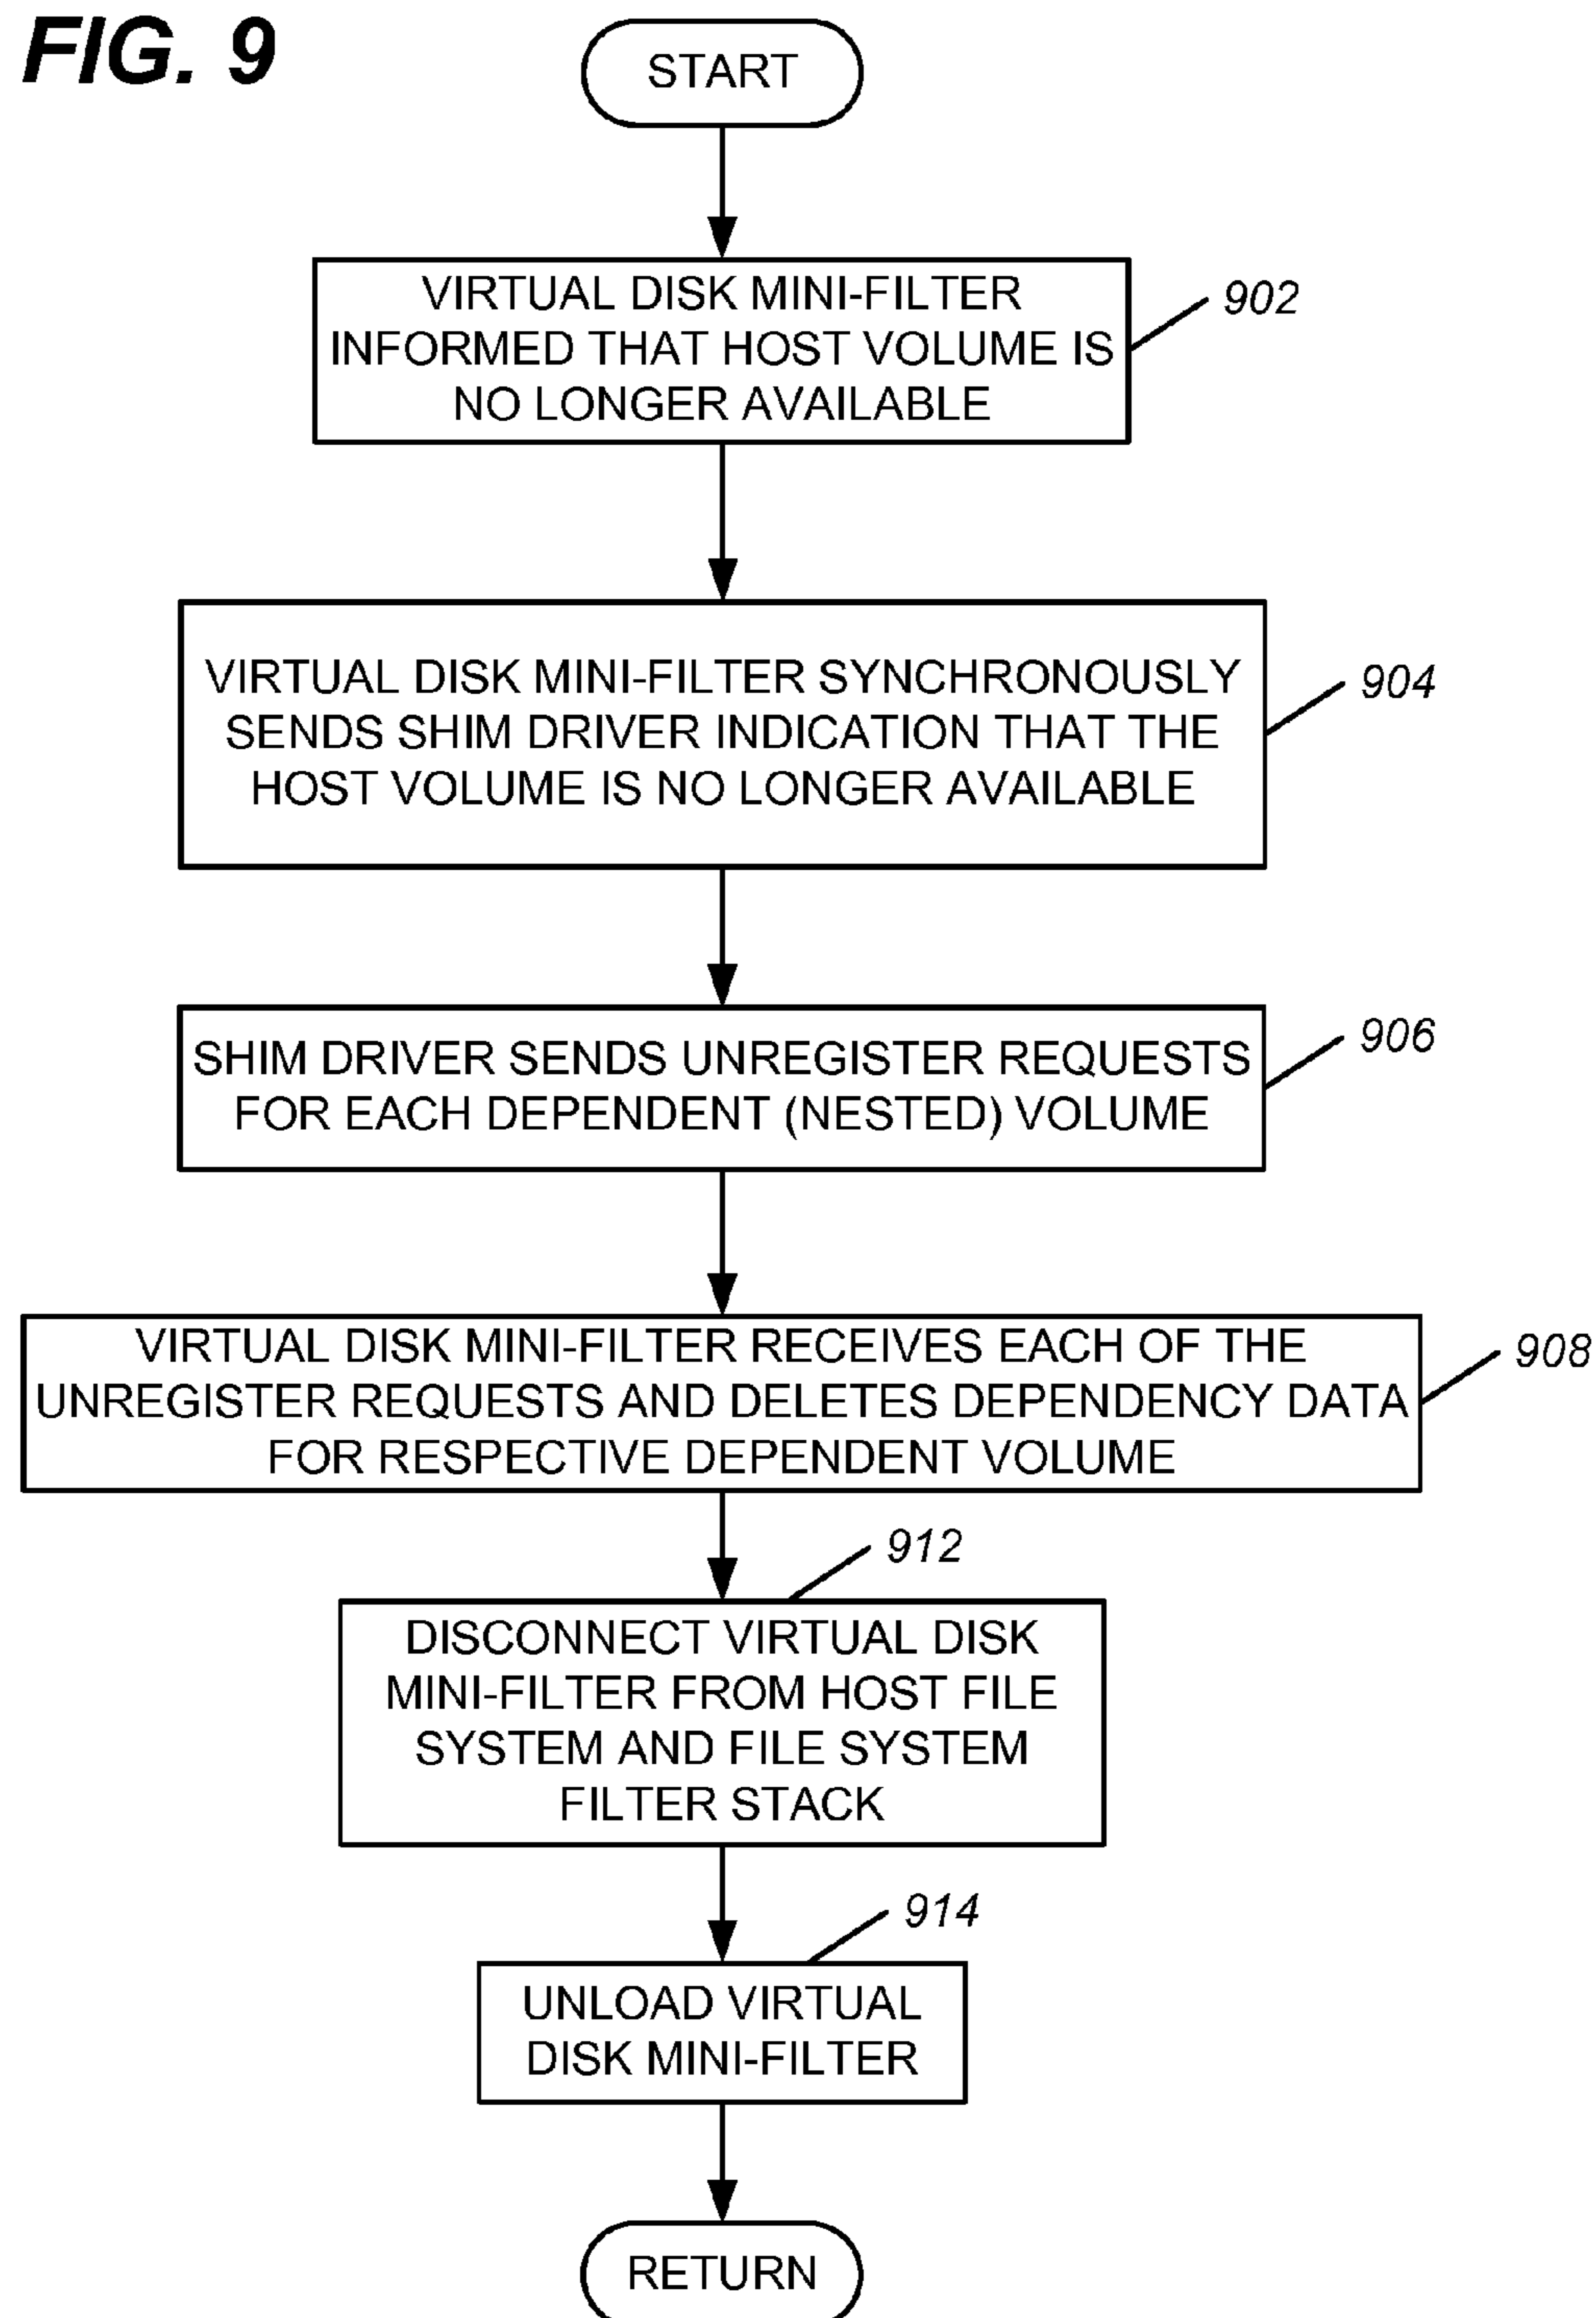 FIG. 9
START
VIRTUAL DISK MINI-FILTER
INFORMED THAT HOST VOLUME IS
NO LONGER AVAILABLE
902
VIRTUAL DISK MINI-FILTER SYNCHRONOUSLY
SENDS SHIM DRIVER INDICATION THAT THE
HOST VOLUME IS NO LONGER AVAILABLE
904
SHIM DRIVER SENDS UNREGISTER REQUESTS
FOR EACH DEPENDENT (NESTED) VOLUME
906
VIRTUAL DISK MINI-FILTER RECEIVES EACH OF THE
UNREGISTER REQUESTS AND DELETES DEPENDENCY DATA
FOR RESPECTIVE DEPENDENT VOLUME
908
912
DISCONNECT VIRTUAL DISK
MINI-FILTER FROM HOST FILE
SYSTEM AND FILE SYSTEM
FILTER STACK
914
UNLOAD VIRTUAL
DISK MINI-FILTER
RETURN